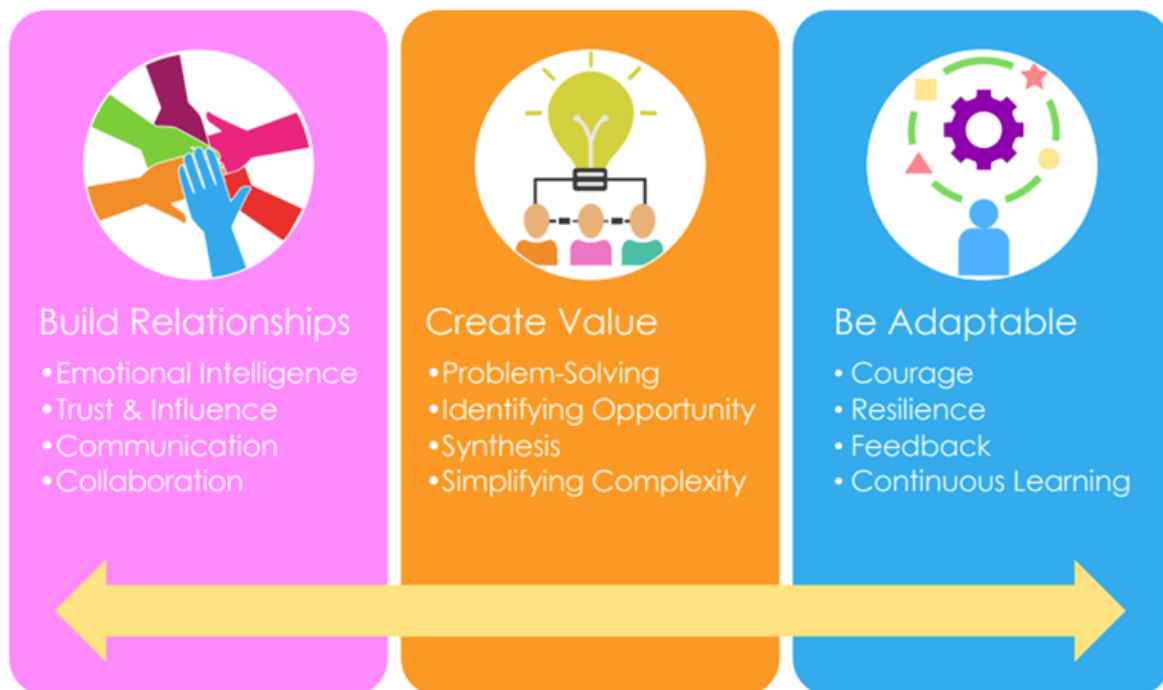 Build Relationships
•Emotional Intelligence
•Trust & Influence
•Communication
•Collaboration
Create Value
•Problem-Solving
•Identifying Opportunity
•Synthesis
•Simplifying Complexity
Be Adaptable
• Courage
• Resilience
• Feedback
• Continuous Learning